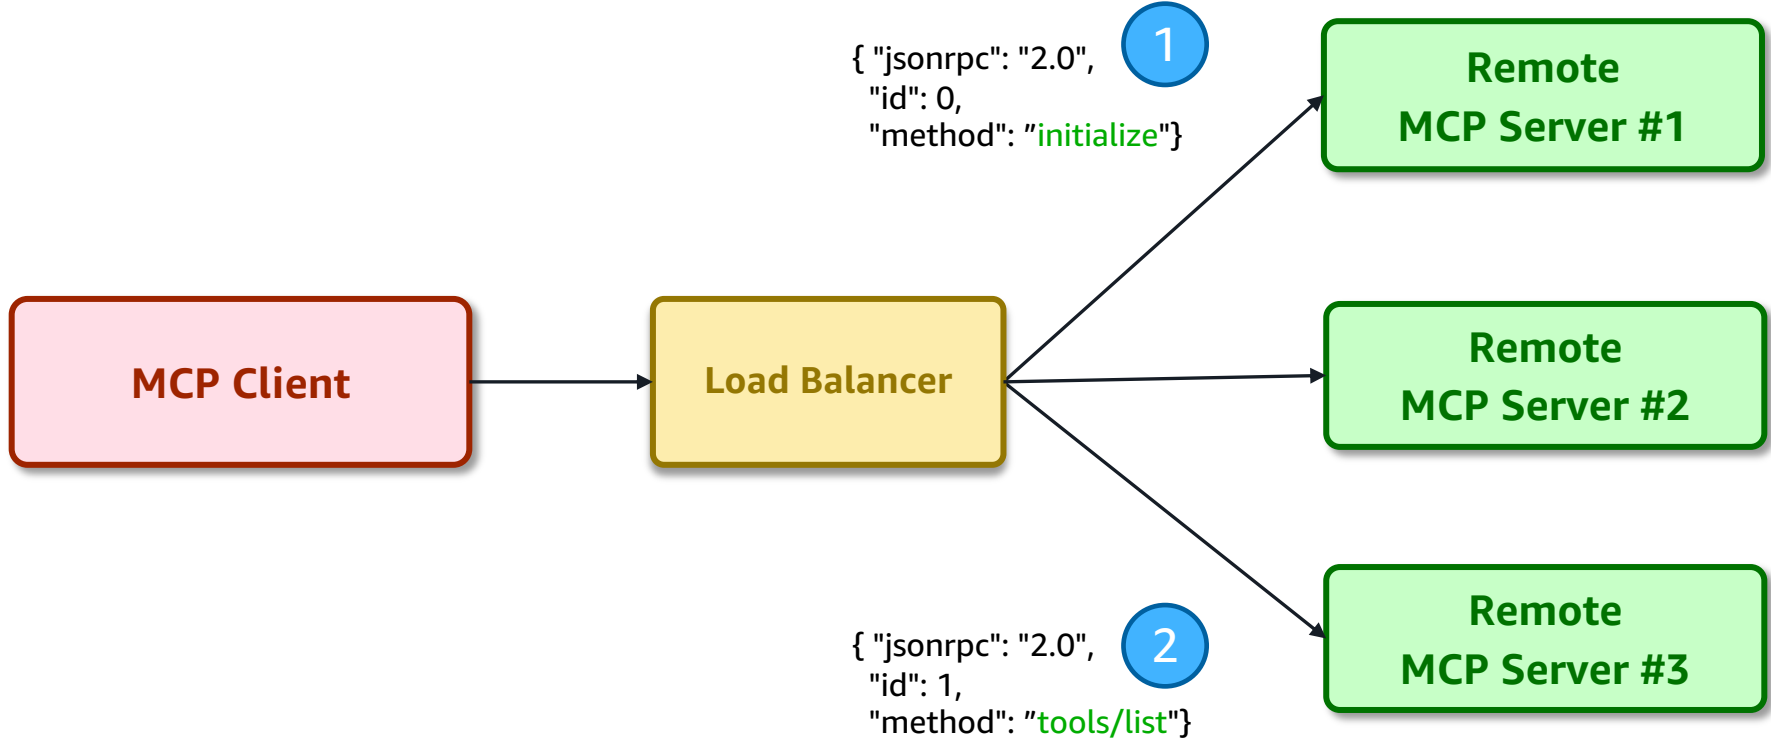 { "jsonrpc": "2.0",
"id": 0,
"method": ”initialize"}
1
Remote
MCP Server #1
MCP Client
Load Balancer
Remote
MCP Server #2
{ "jsonrpc": "2.0",
"id": 1,
"method": ”tools/list"}
2
Remote
MCP Server #3